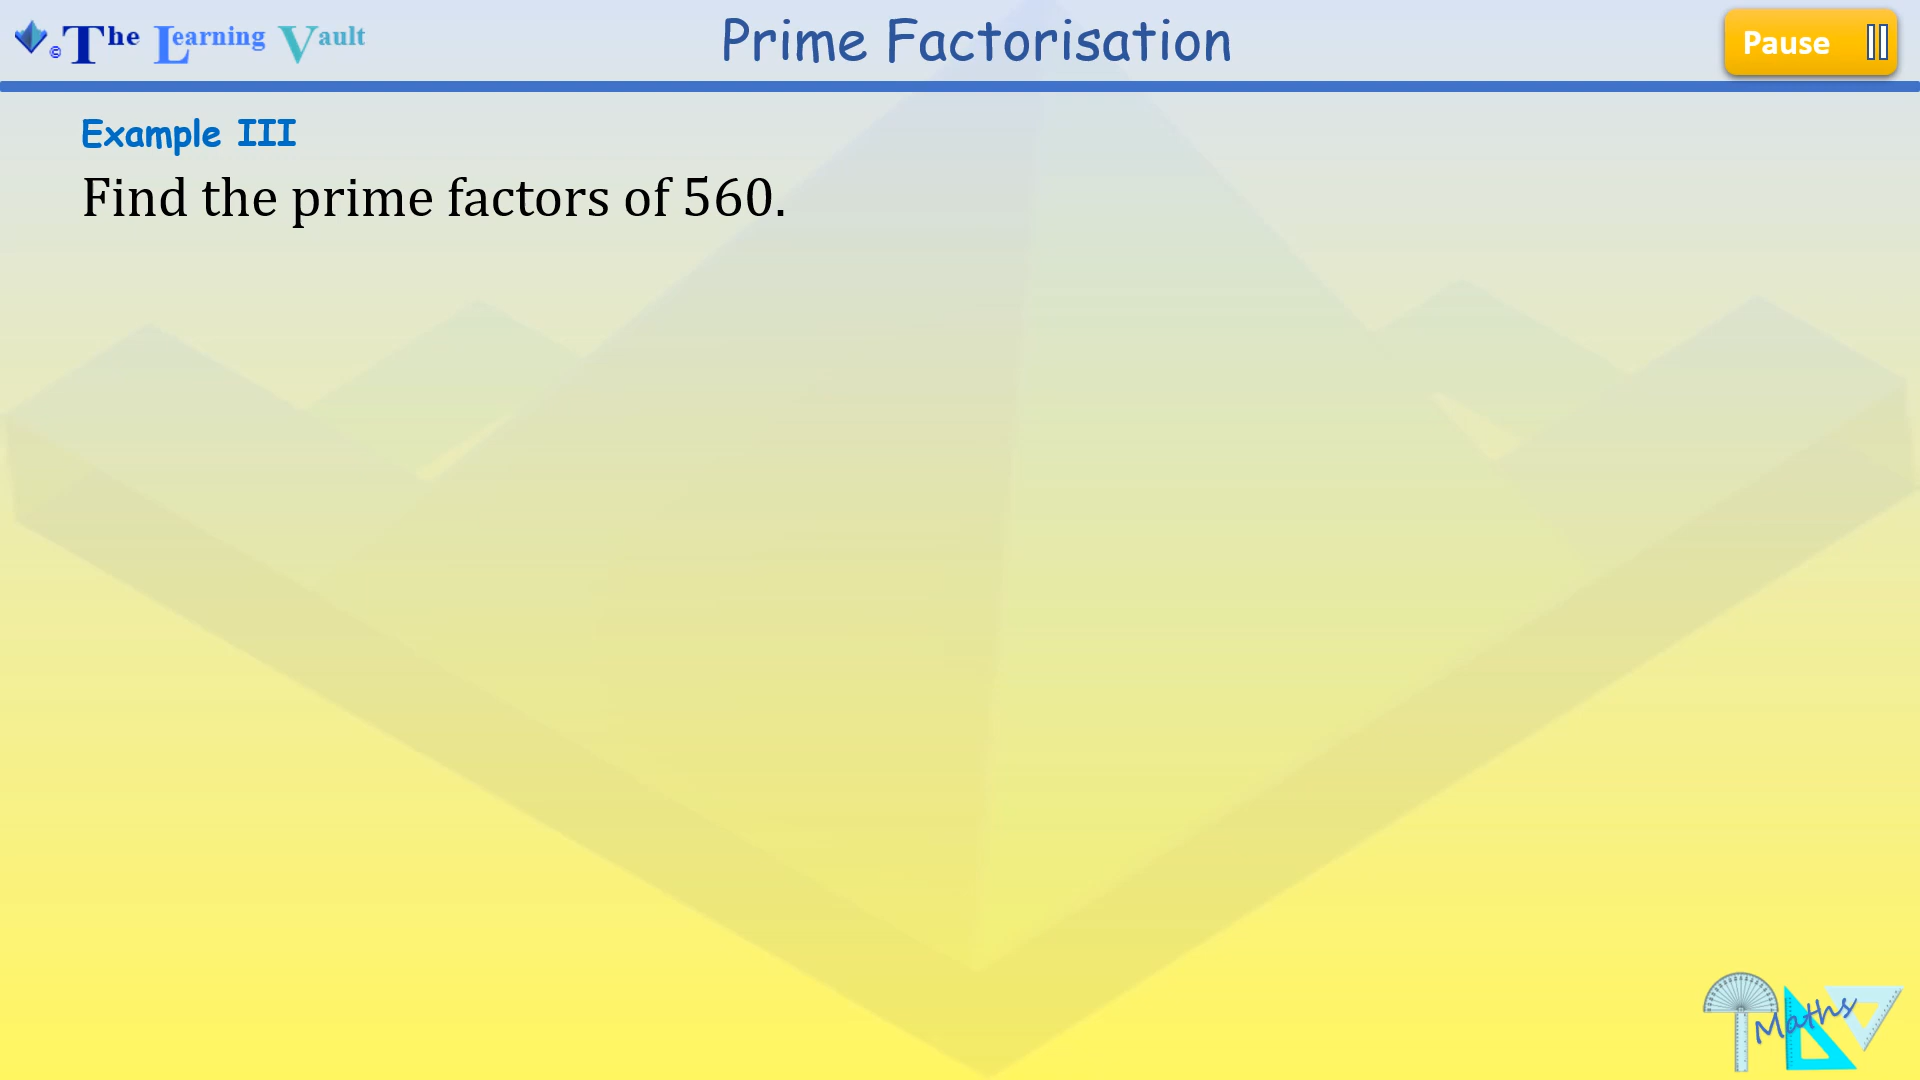 © The Learning Vault
Prime Factorisation
Pause
Example III
Find the prime factors of 560.
Maths